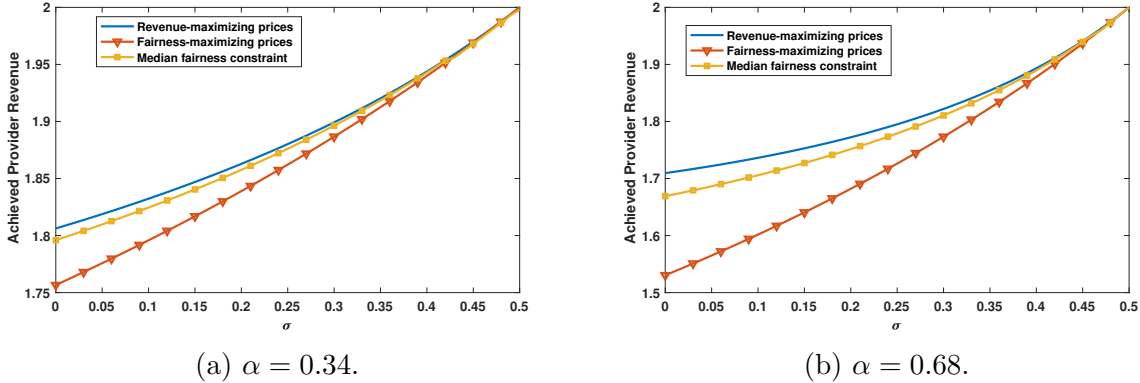 Achieved Provider Revenue
2
1.95
1.9
1.85
1.8
1.75
Revenue-maximizing prices
Fairness-maximizing prices
Median fairness constraint
0 0.05 0.1 0.15 0.2 0.25 0.3 0.35 0.4 0.45 0.5
σ
(a) α = 0.34.
Achieved Provider Revenue
2
1.9
1.8
1.7
1.6
1.5
Revenue-maximizing prices
Fairness-maximizing prices
Median fairness constraint
0 0.05 0.1 0.15 0.2 0.25 0.3 0.35 0.4 0.45 0.5
σ
(b) α = 0.68.